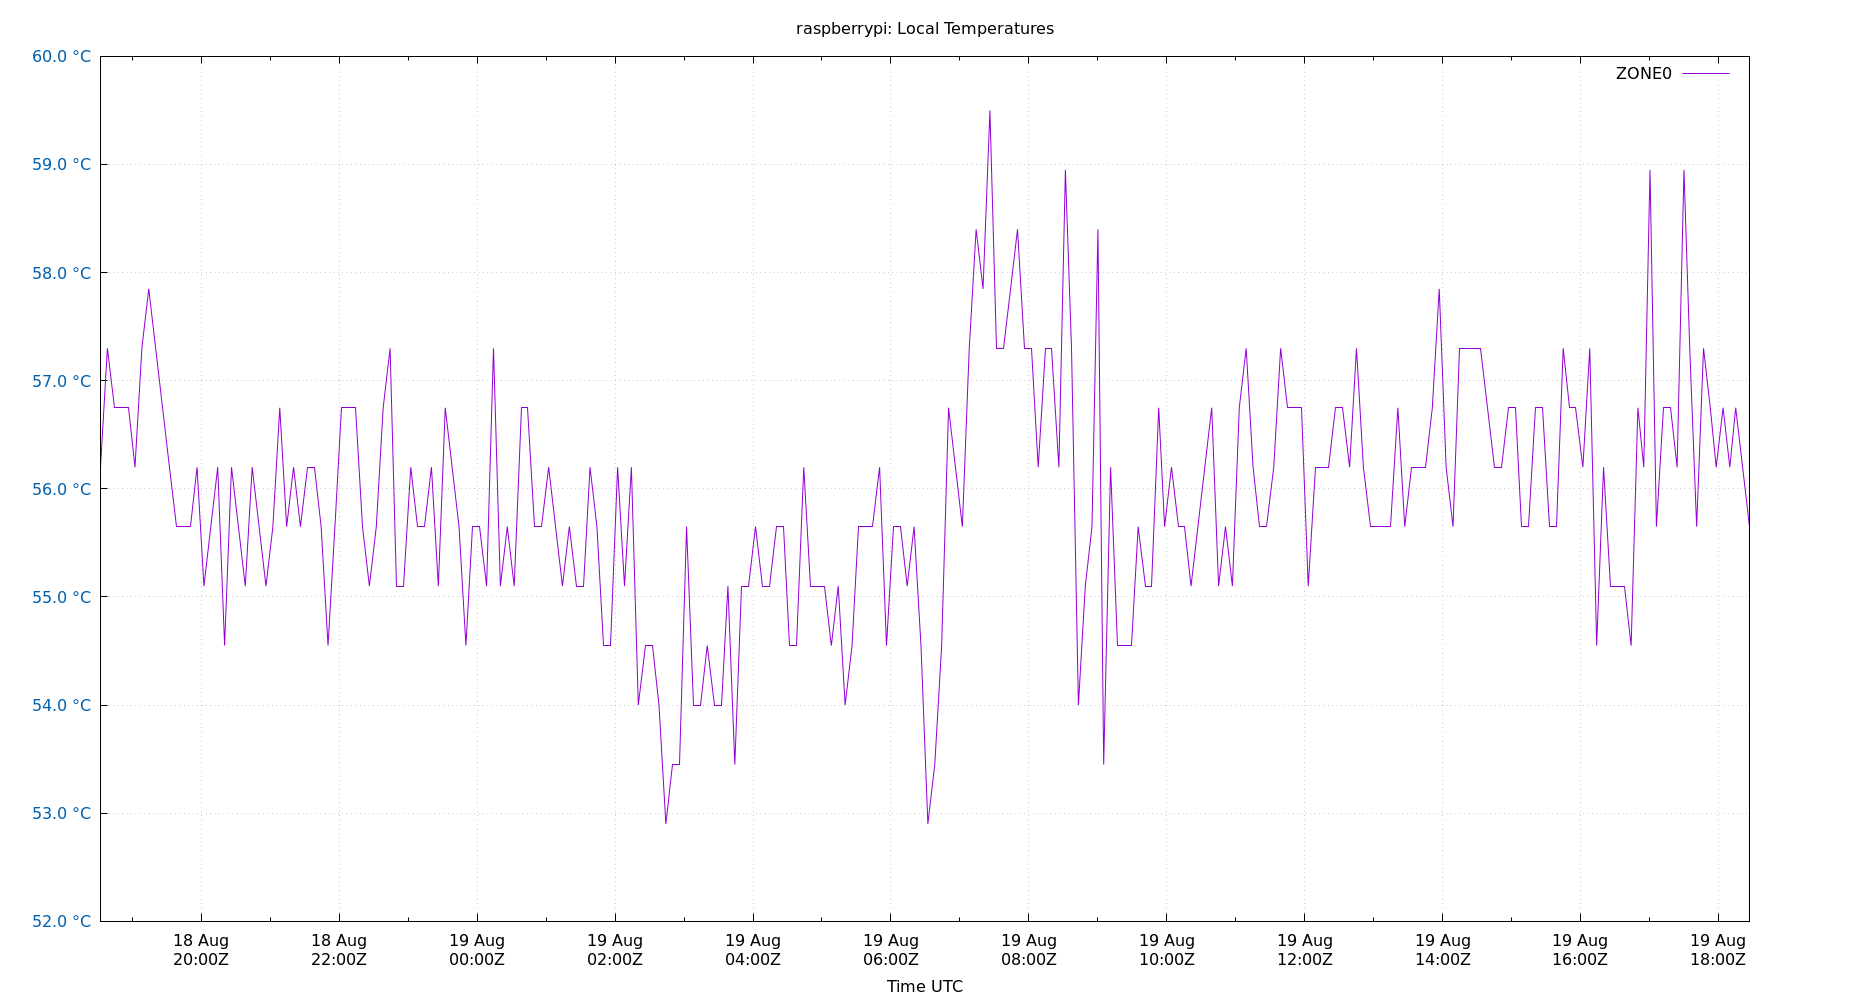 raspberrypi: Local Temperatures
60.0 °C
ZONE0
59.0 °C
58.0 °C
57.0 °C
56.0 °C
55.0 °C
54.0 °C
53.0 °C
52.0 °C
18 Aug 18 Aug 19 Aug 19 Aug 19 Aug 19 Aug 19 Aug 19 Aug 19 Aug 19 Aug 19 Aug 19 Aug
20:00Z 22:00Z 00:00Z 02:00Z 04:00Z 06:00Z 08:00Z 10:00Z 12:00Z 14:00Z 16:00Z 18:00Z
Time UTC